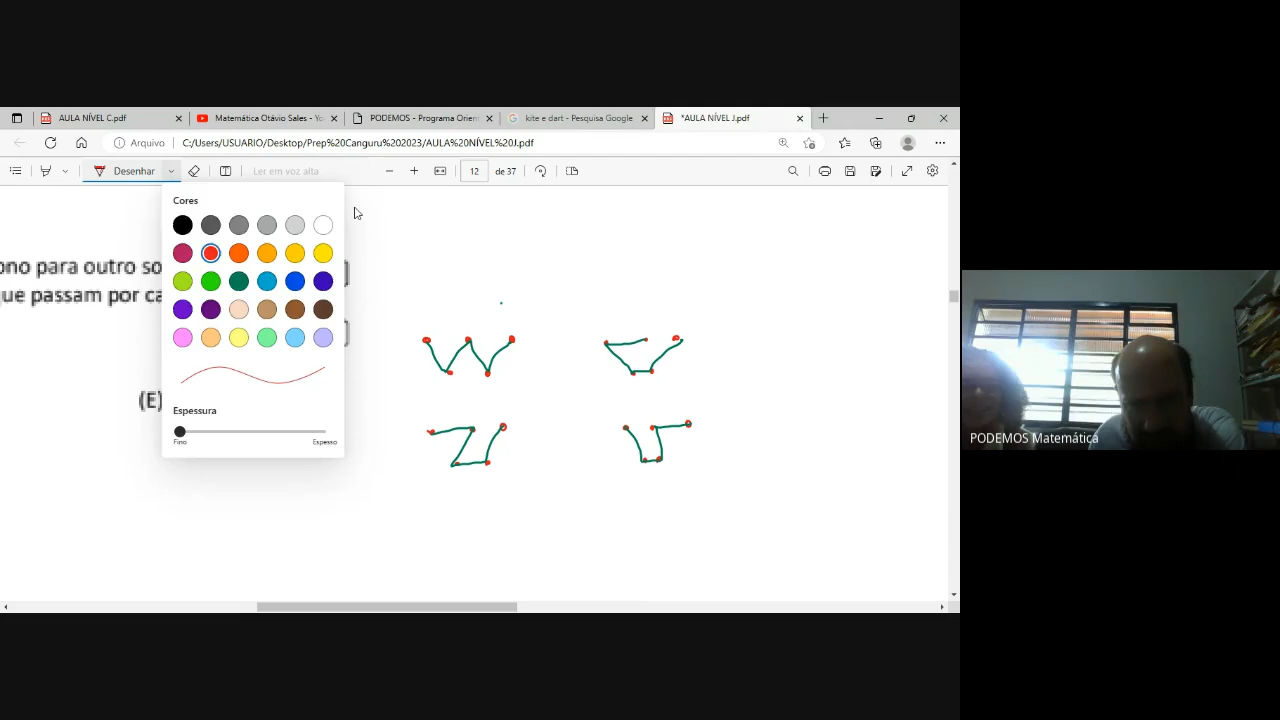 AULA NÍVEL C.pdf
Matemática Otávio Sales - Yo
PODEMOS - Programa Orien
kite e dart - Pesquisa Google
*AULA NÍVEL J.pdf
Arquivo
C:/Users/USUARIO/Desktop/Prep%20Canguru%202023/AULA%20NÍVEL%20J.pdf
Desenhar
Ler em voz alta
12
de 37
Cores
ono para outro so
que passam por ca
(E)
Espessura
Fino
Espesso
PODEMOS Matemática